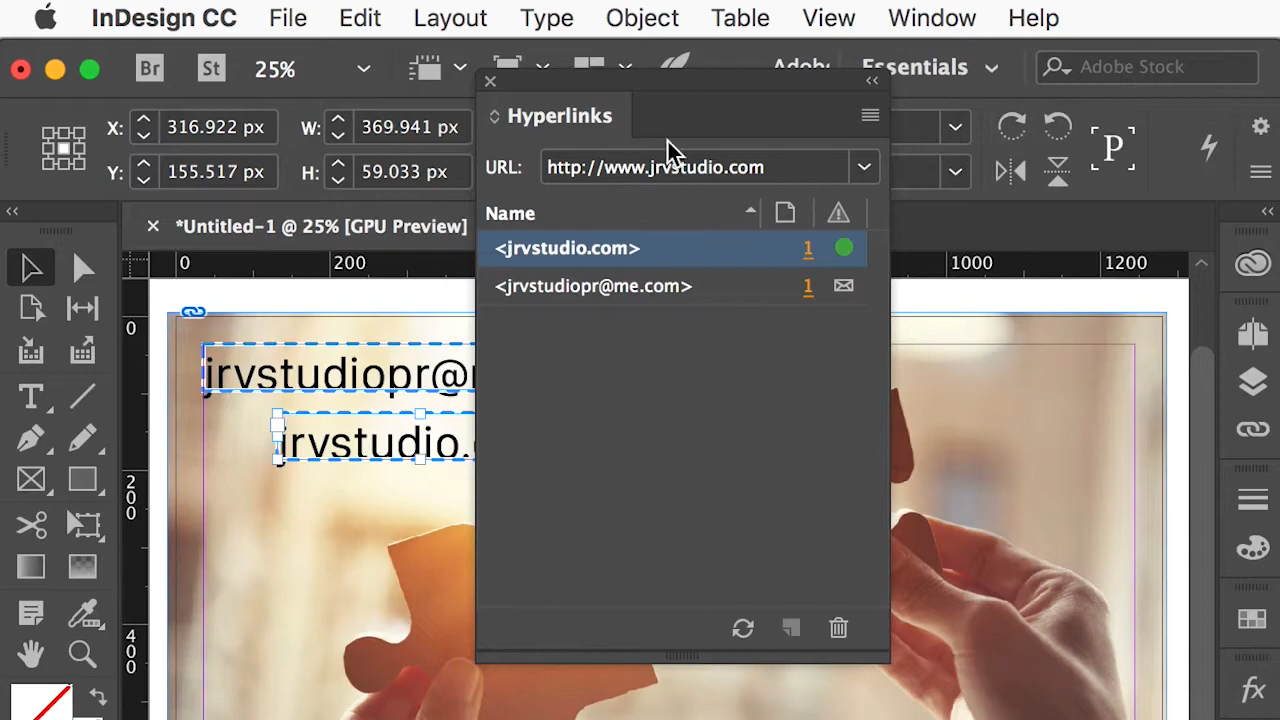 InDesign CC File Edit Layout Type Object Table View Window Help
Br St 25% Essentials Adobe Stock
X: 316.922 px W: 369.941 px
Y: 155.517 px H: 59.033 px
P
Hyperlinks
URL: http://www.jrvstudio.com
Name
<jrvstudio.com> 1
<jrvstudiopr@me.com> 1
*Untitled-1 @ 25% [GPU Preview]
0 200 1000 1200
0
200
400
jrvstudiopr@
jrvstudio.
T
fx